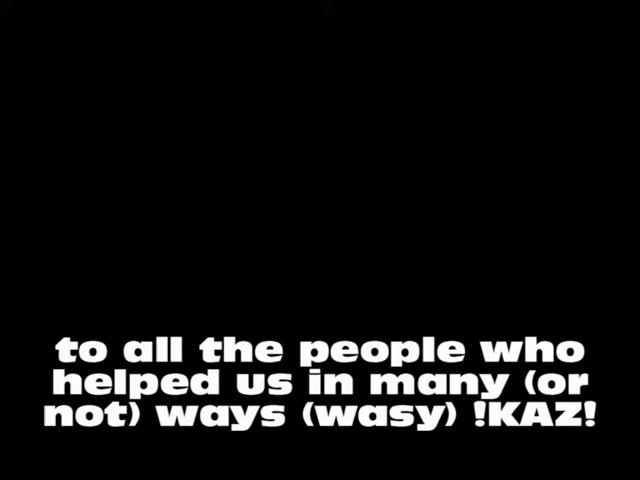 to all the people who
helped us in many (or
not) ways (wasy) !KAZ!